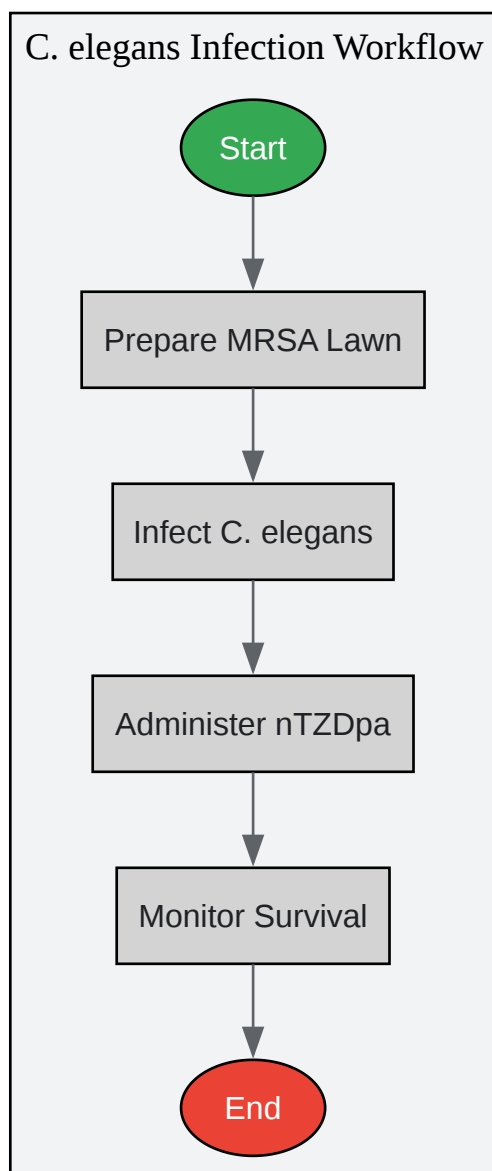 C. elegans Infection Workflow
Start
Prepare MRSA Lawn
Infect C. elegans
Administer nTZDpa
Monitor Survival
End